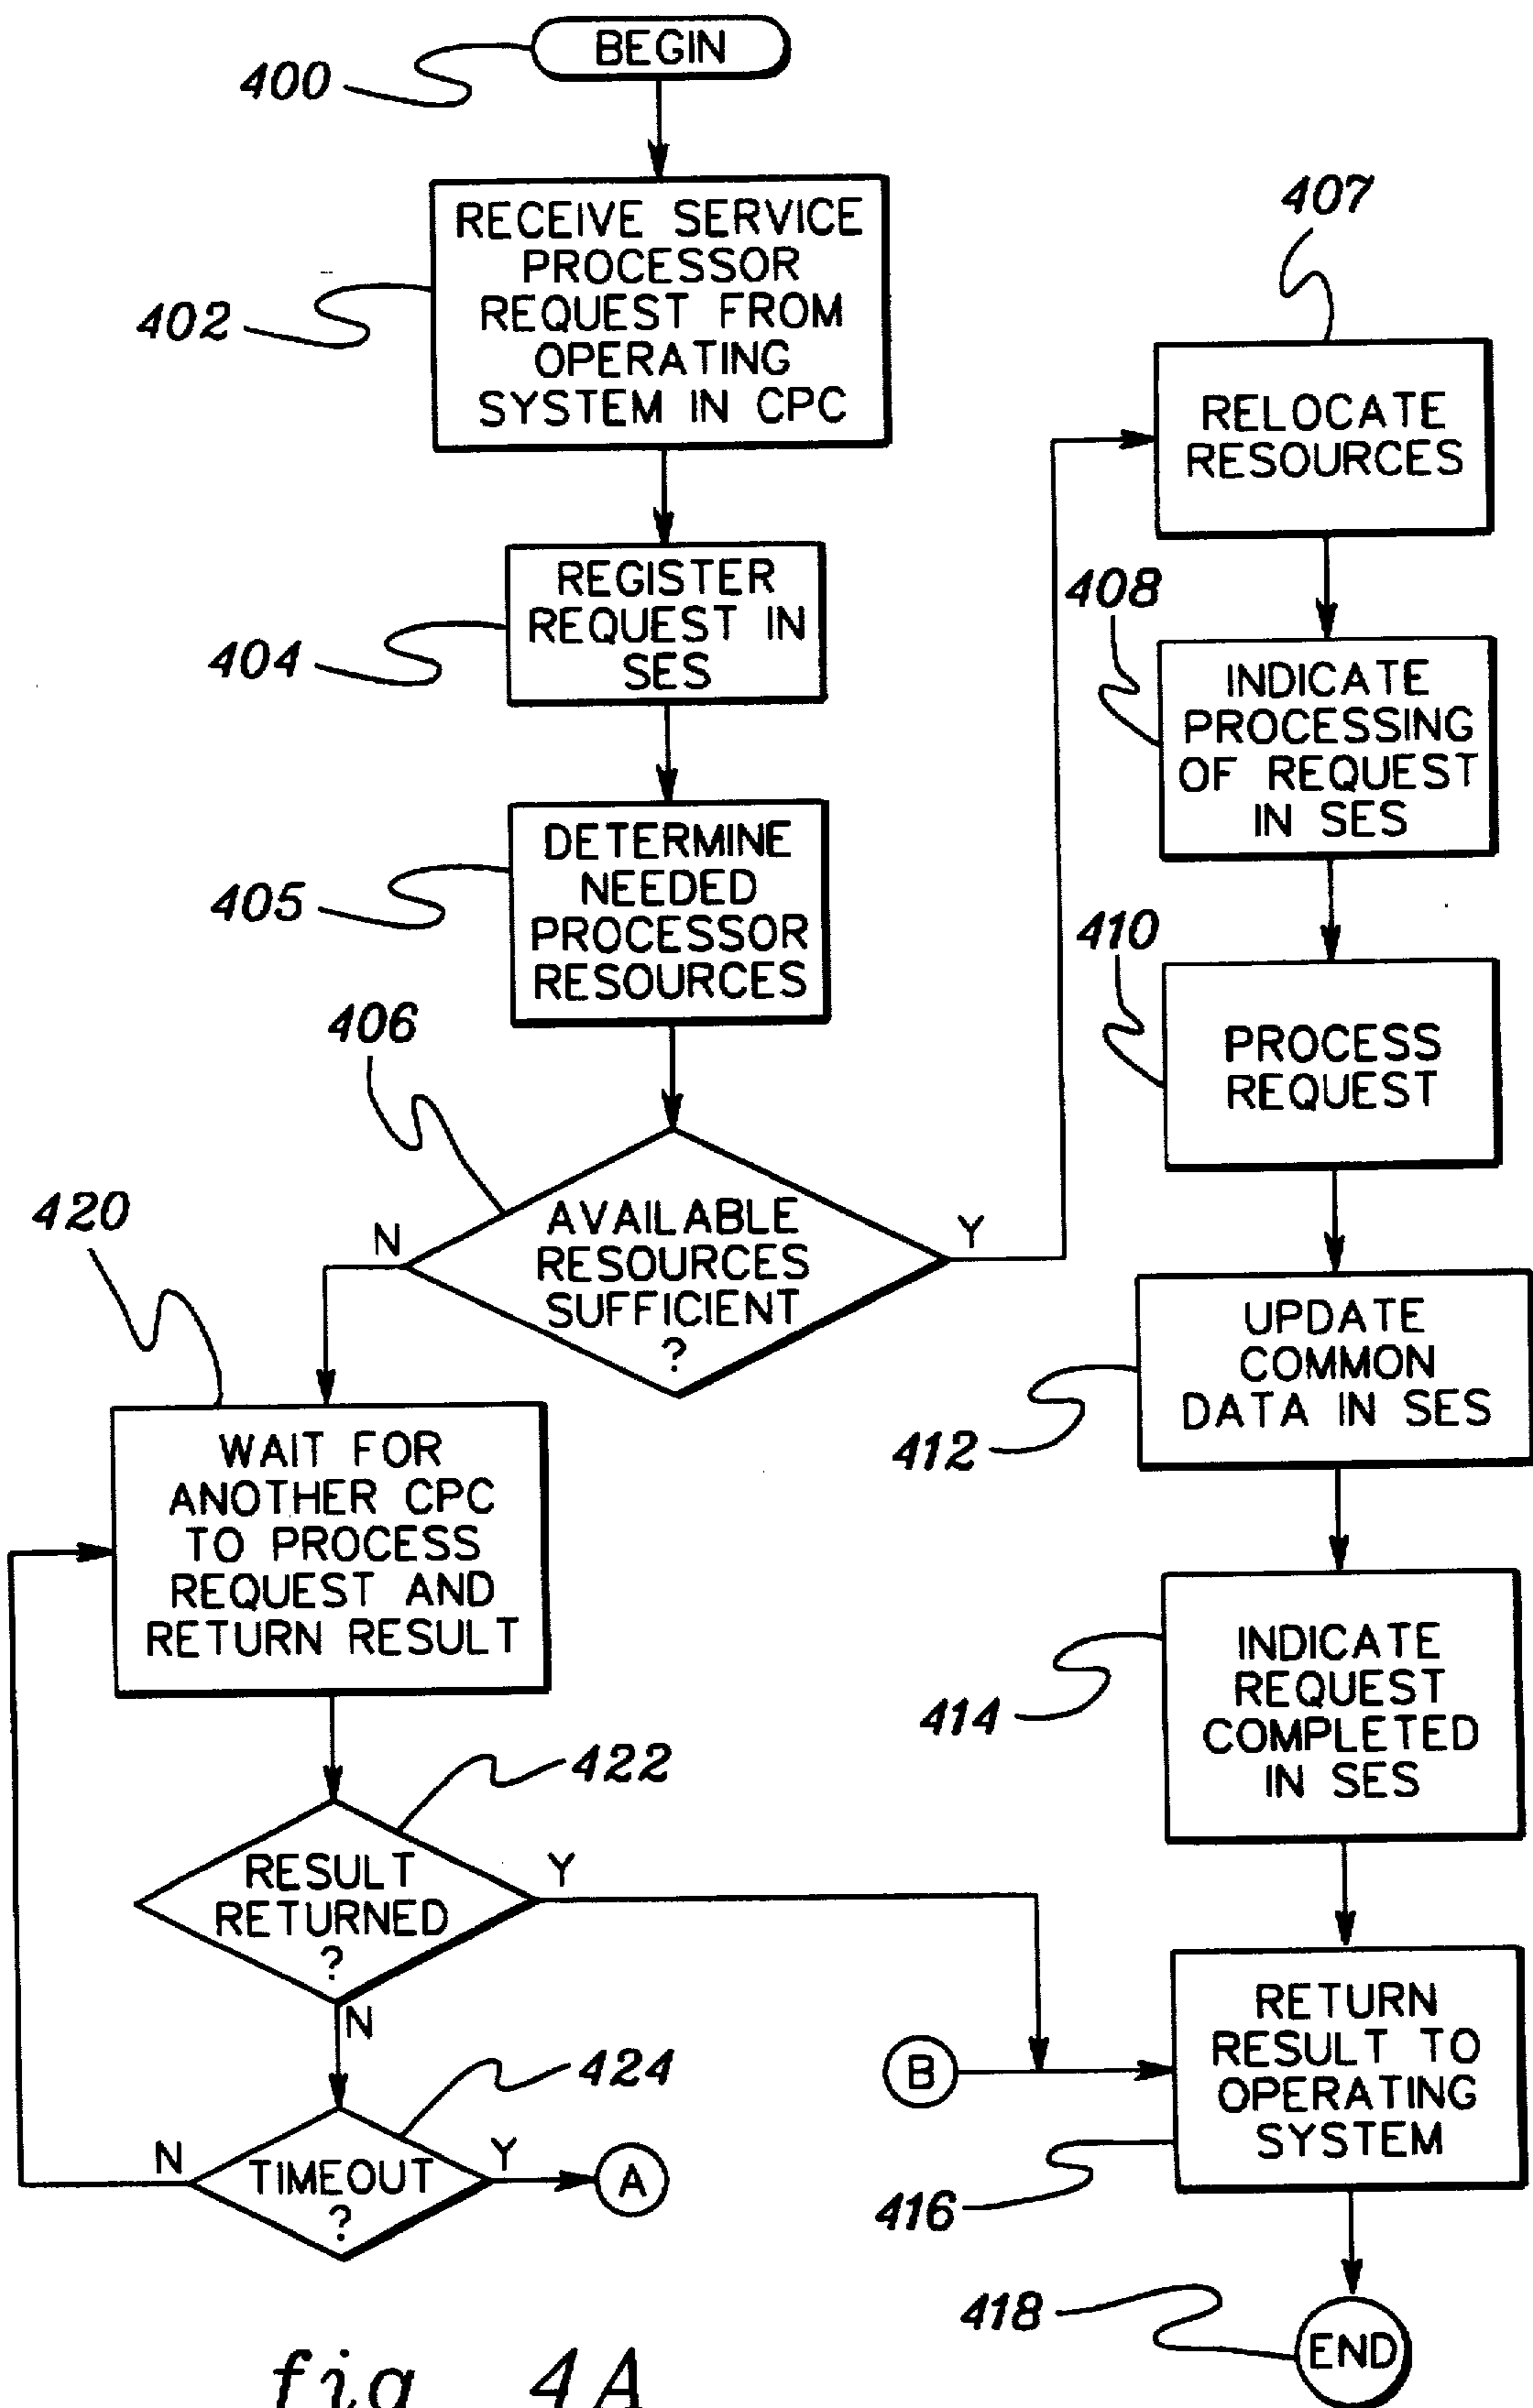 400
BEGIN
402
RECEIVE SERVICE
PROCESSOR
REQUEST FROM
OPERATING
SYSTEM IN CPC
404
REGISTER
REQUEST IN
SES
405
DETERMINE
NEEDED
PROCESSOR
RESOURCES
406
AVAILABLE
RESOURCES
SUFFICIENT
?
N
Y
407
RELOCATE
RESOURCES
408
INDICATE
PROCESSING
OF REQUEST
IN SES
410
PROCESS
REQUEST
412
UPDATE
COMMON
DATA IN SES
414
INDICATE
REQUEST
COMPLETED
IN SES
420
WAIT FOR
ANOTHER CPC
TO PROCESS
REQUEST AND
RETURN RESULT
422
RESULT
RETURNED
?
Y
N
424
TIMEOUT
?
N
Y
A
B
RETURN
RESULT TO
OPERATING
SYSTEM
416
418
END
fig 4A